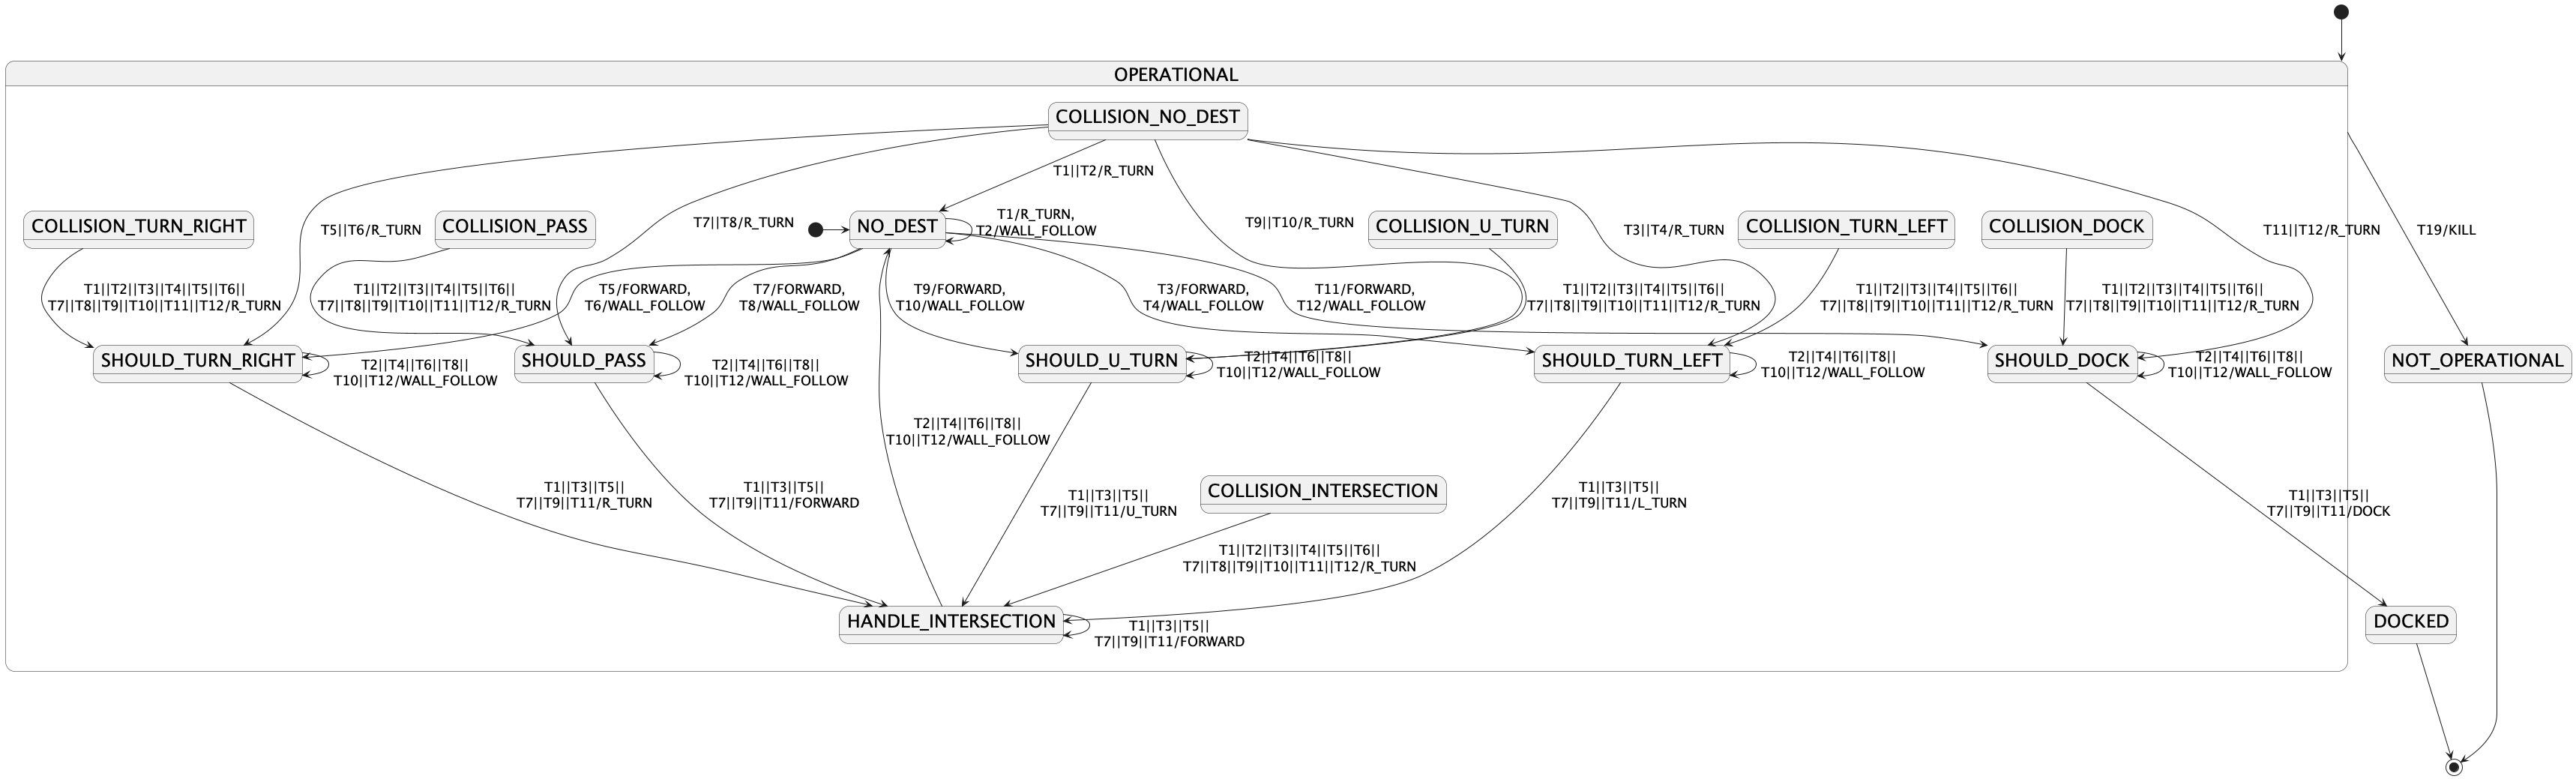 OPERATIONAL
COLLISION_NO_DEST
T1||T2/R_TURN
COLLISION_TURN_RIGHT
T5||T6/R_TURN
COLLISION_PASS
T7||T8/R_TURN
NO_DEST
T1/R_TURN,
T2/WALL_FOLLOW
T9||T10/R_TURN
COLLISION_U_TURN
T3||T4/R_TURN
COLLISION_TURN_LEFT
COLLISION_DOCK
T11||T12/R_TURN
T19/KILL
T1||T2||T3||T4||T5||T6||
T7||T8||T9||T10||T11||T12/R_TURN
T1||T2||T3||T4||T5||T6||
T7||T8||T9||T10||T11||T12/R_TURN
T5/FORWARD,
T6/WALL_FOLLOW
T7/FORWARD,
T8/WALL_FOLLOW
T9/FORWARD,
T10/WALL_FOLLOW
T3/FORWARD,
T4/WALL_FOLLOW
T11/FORWARD,
T12/WALL_FOLLOW
T1||T2||T3||T4||T5||T6||
T7||T8||T9||T10||T11||T12/R_TURN
T1||T2||T3||T4||T5||T6||
T7||T8||T9||T10||T11||T12/R_TURN
T1||T2||T3||T4||T5||T6||
T7||T8||T9||T10||T11||T12/R_TURN
SHOULD_TURN_RIGHT
T2||T4||T6||T8||
T10||T12/WALL_FOLLOW
SHOULD_PASS
T2||T4||T6||T8||
T10||T12/WALL_FOLLOW
SHOULD_U_TURN
T2||T4||T6||T8||
T10||T12/WALL_FOLLOW
SHOULD_TURN_LEFT
T2||T4||T6||T8||
T10||T12/WALL_FOLLOW
SHOULD_DOCK
T2||T4||T6||T8||
T10||T12/WALL_FOLLOW
NOT_OPERATIONAL
T2||T4||T6||T8||
T10||T12/WALL_FOLLOW
T1||T3||T5||
T7||T9||T11/R_TURN
T1||T3||T5||
T7||T9||T11/FORWARD
T1||T3||T5||
T7||T9||T11/U_TURN
COLLISION_INTERSECTION
T1||T3||T5||
T7||T9||T11/L_TURN
T1||T3||T5||
T7||T9||T11/DOCK
T1||T2||T3||T4||T5||T6||
T7||T8||T9||T10||T11||T12/R_TURN
HANDLE_INTERSECTION
T1||T3||T5||
T7||T9||T11/FORWARD
DOCKED